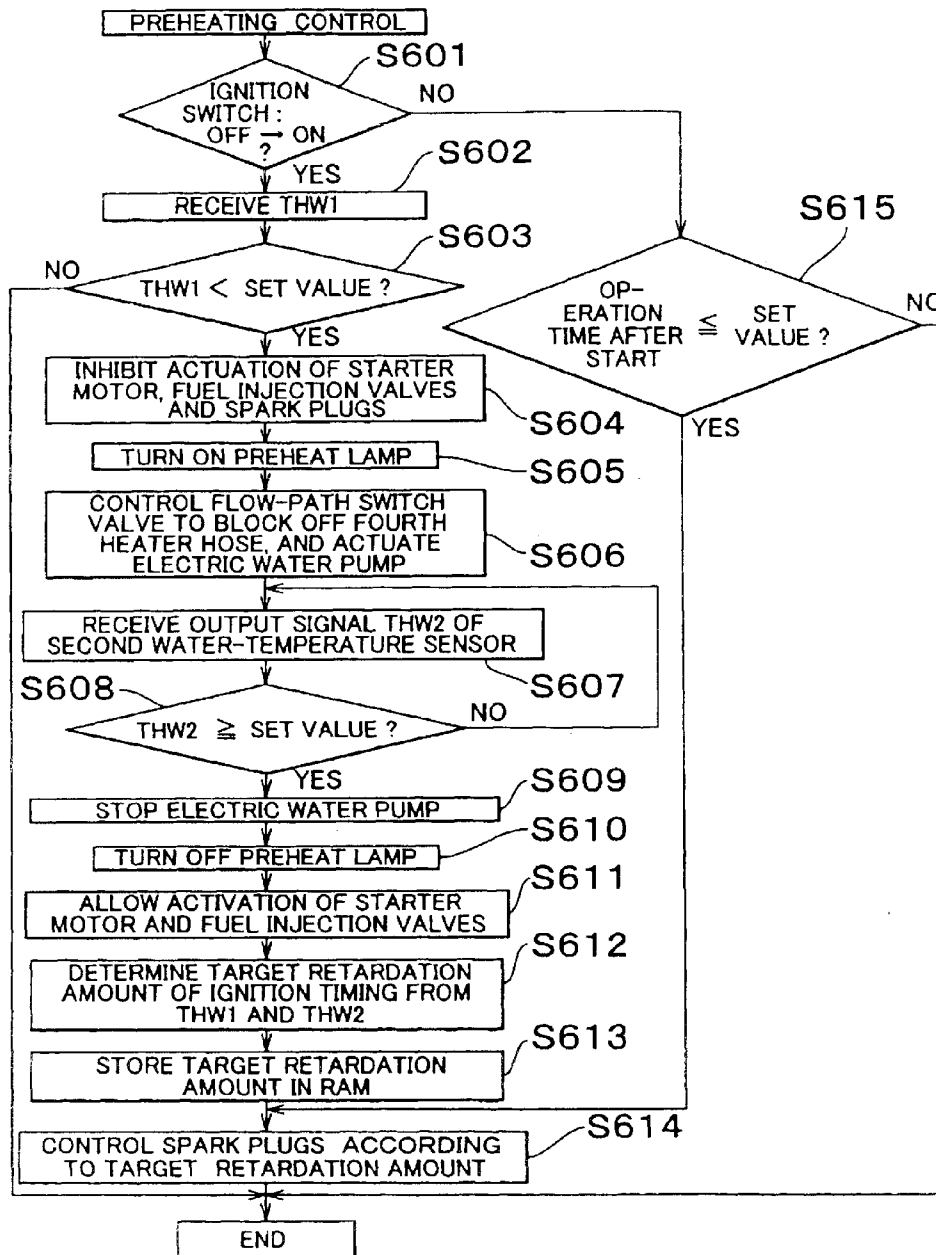 PREHEATING CONTROL
S601
IGNITION
SWITCH :
OFF → ON
?
NO
YES
S602
RECEIVE THW1
S603
NO
THW1 < SET VALUE ?
YES
S615
OP-
ERATION
TIME AFTER
START
≦
SET
VALUE ?
NO
YES
INHIBIT ACTUATION OF STARTER
MOTOR, FUEL INJECTION VALVES
AND SPARK PLUGS
S604
TURN ON PREHEAT LAMP
S605
CONTROL FLOW-PATH SWITCH
VALVE TO BLOCK OFF FOURTH
HEATER HOSE, AND ACTUATE
ELECTRIC WATER PUMP
S606
RECEIVE OUTPUT SIGNAL THW2 OF
SECOND WATER-TEMPERATURE SENSOR
S607
S608
THW2 ≧ SET VALUE ?
NO
YES
S609
STOP ELECTRIC WATER PUMP
S610
TURN OFF PREHEAT LAMP
S611
ALLOW ACTIVATION OF STARTER
MOTOR AND FUEL INJECTION VALVES
S612
DETERMINE TARGET RETARDATION
AMOUNT OF IGNITION TIMING FROM
THW1 AND THW2
S613
STORE TARGET RETARDATION
AMOUNT IN RAM
S614
CONTROL SPARK PLUGS ACCORDING
TO TARGET RETARDATION AMOUNT
END